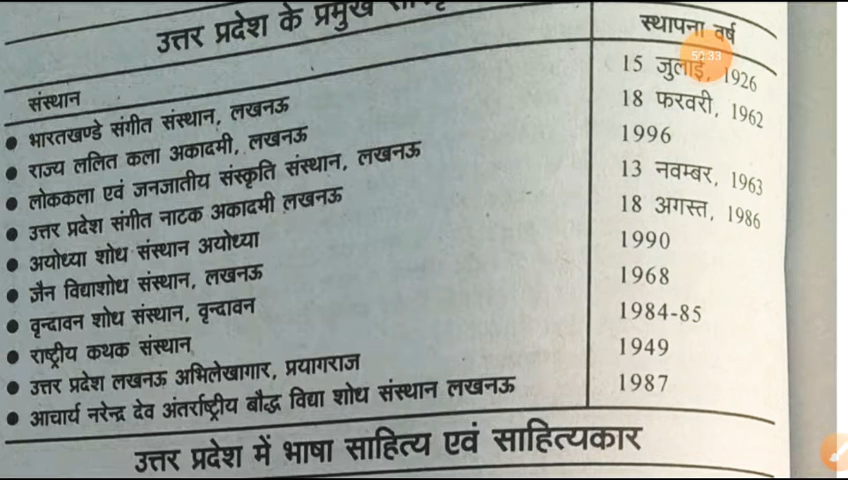 उत्तर प्रदेश के प्रमुख
संस्थान स्थापना वर्ष
● भारतखण्डे संगीत संस्थान, लखनऊ 15 जुलाई, 1926
● राज्य ललित कला अकादमी, लखनऊ 18 फरवरी, 1962
● लोककला एवं जनजातीय संस्कृति संस्थान, लखनऊ 1996
● उत्तर प्रदेश संगीत नाटक अकादमी लखनऊ 13 नवम्बर, 1963
● अयोध्या शोध संस्थान अयोध्या 18 अगस्त, 1986
● जैन विद्याशोध संस्थान, लखनऊ 1990
● वृन्दावन शोध संस्थान, वृन्दावन 1968
● राष्ट्रीय कथक संस्थान 1984-85
● उत्तर प्रदेश लखनऊ अभिलेखागार, प्रयागराज 1949
● आचार्य नरेन्द्र देव अंतर्राष्ट्रीय बौद्ध विद्या शोध संस्थान लखनऊ 1987
उत्तर प्रदेश में भाषा साहित्य एवं साहित्यकार